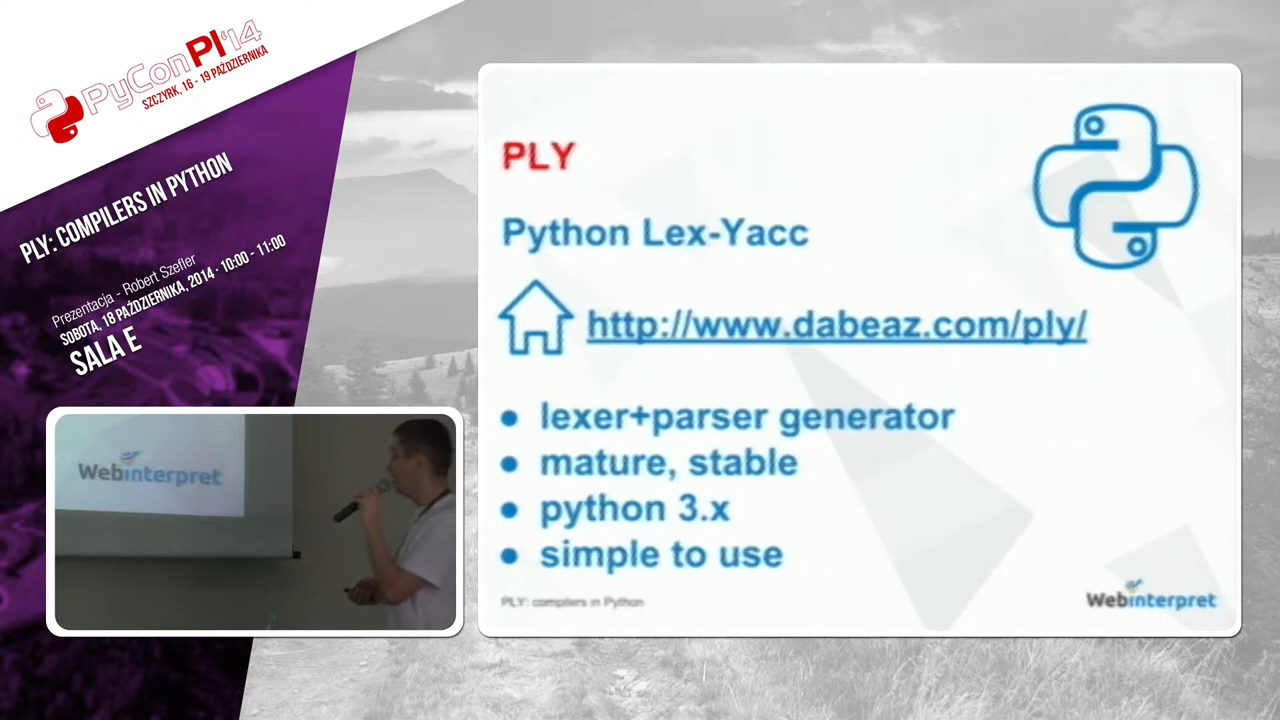 PyConPl'14
SZCZYRK, 16 - 19 PAŹDZIERNIKA
PLY: COMPILERS IN PYTHON
Prezentacja - Robert Szefler
SOBOTA, 18 PAŹDZIERNIKA, 2014 · 10:00 - 11:00
SALA E
Webinterpret
PLY
Python Lex-Yacc
http://www.dabeaz.com/ply/
● lexer+parser generator
● mature, stable
● python 3.x
● simple to use
PLY: compilers in Python
Webinterpret